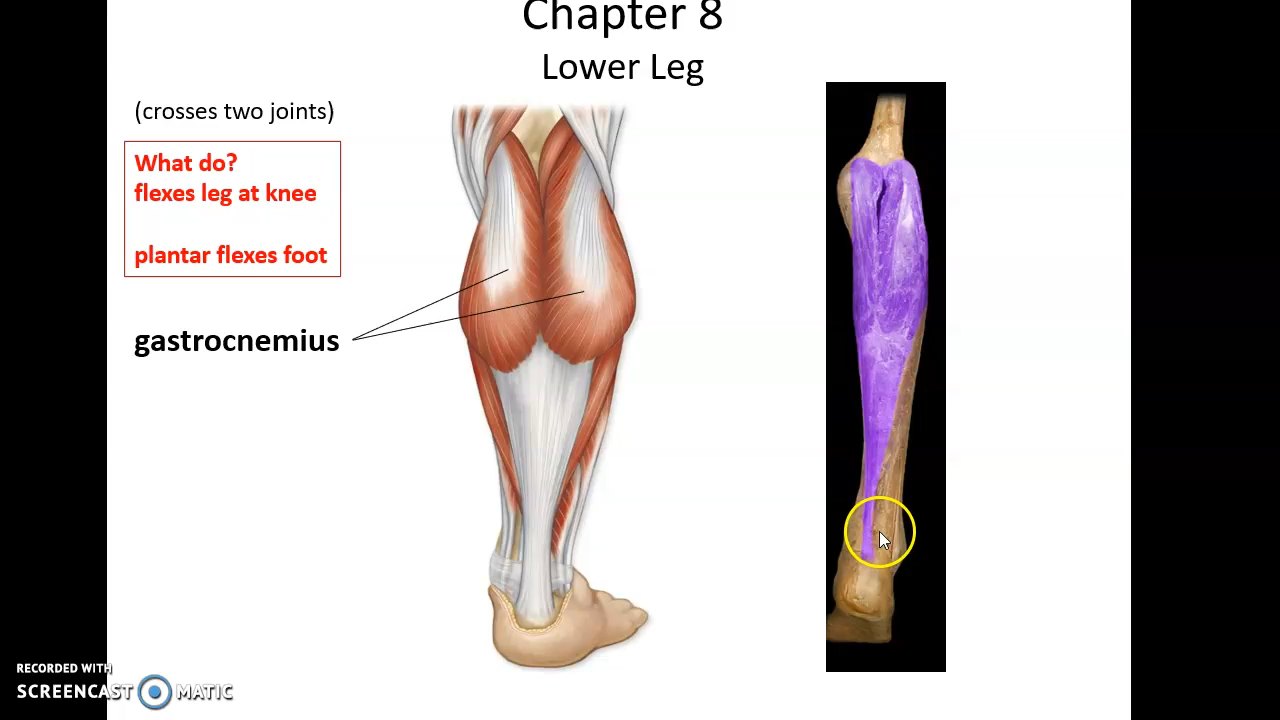 Chapter 8
Lower Leg
(crosses two joints)
What do?
flexes leg at knee
plantar flexes foot
gastrocnemius
RECORDED WITH
SCREENCAST MATIC